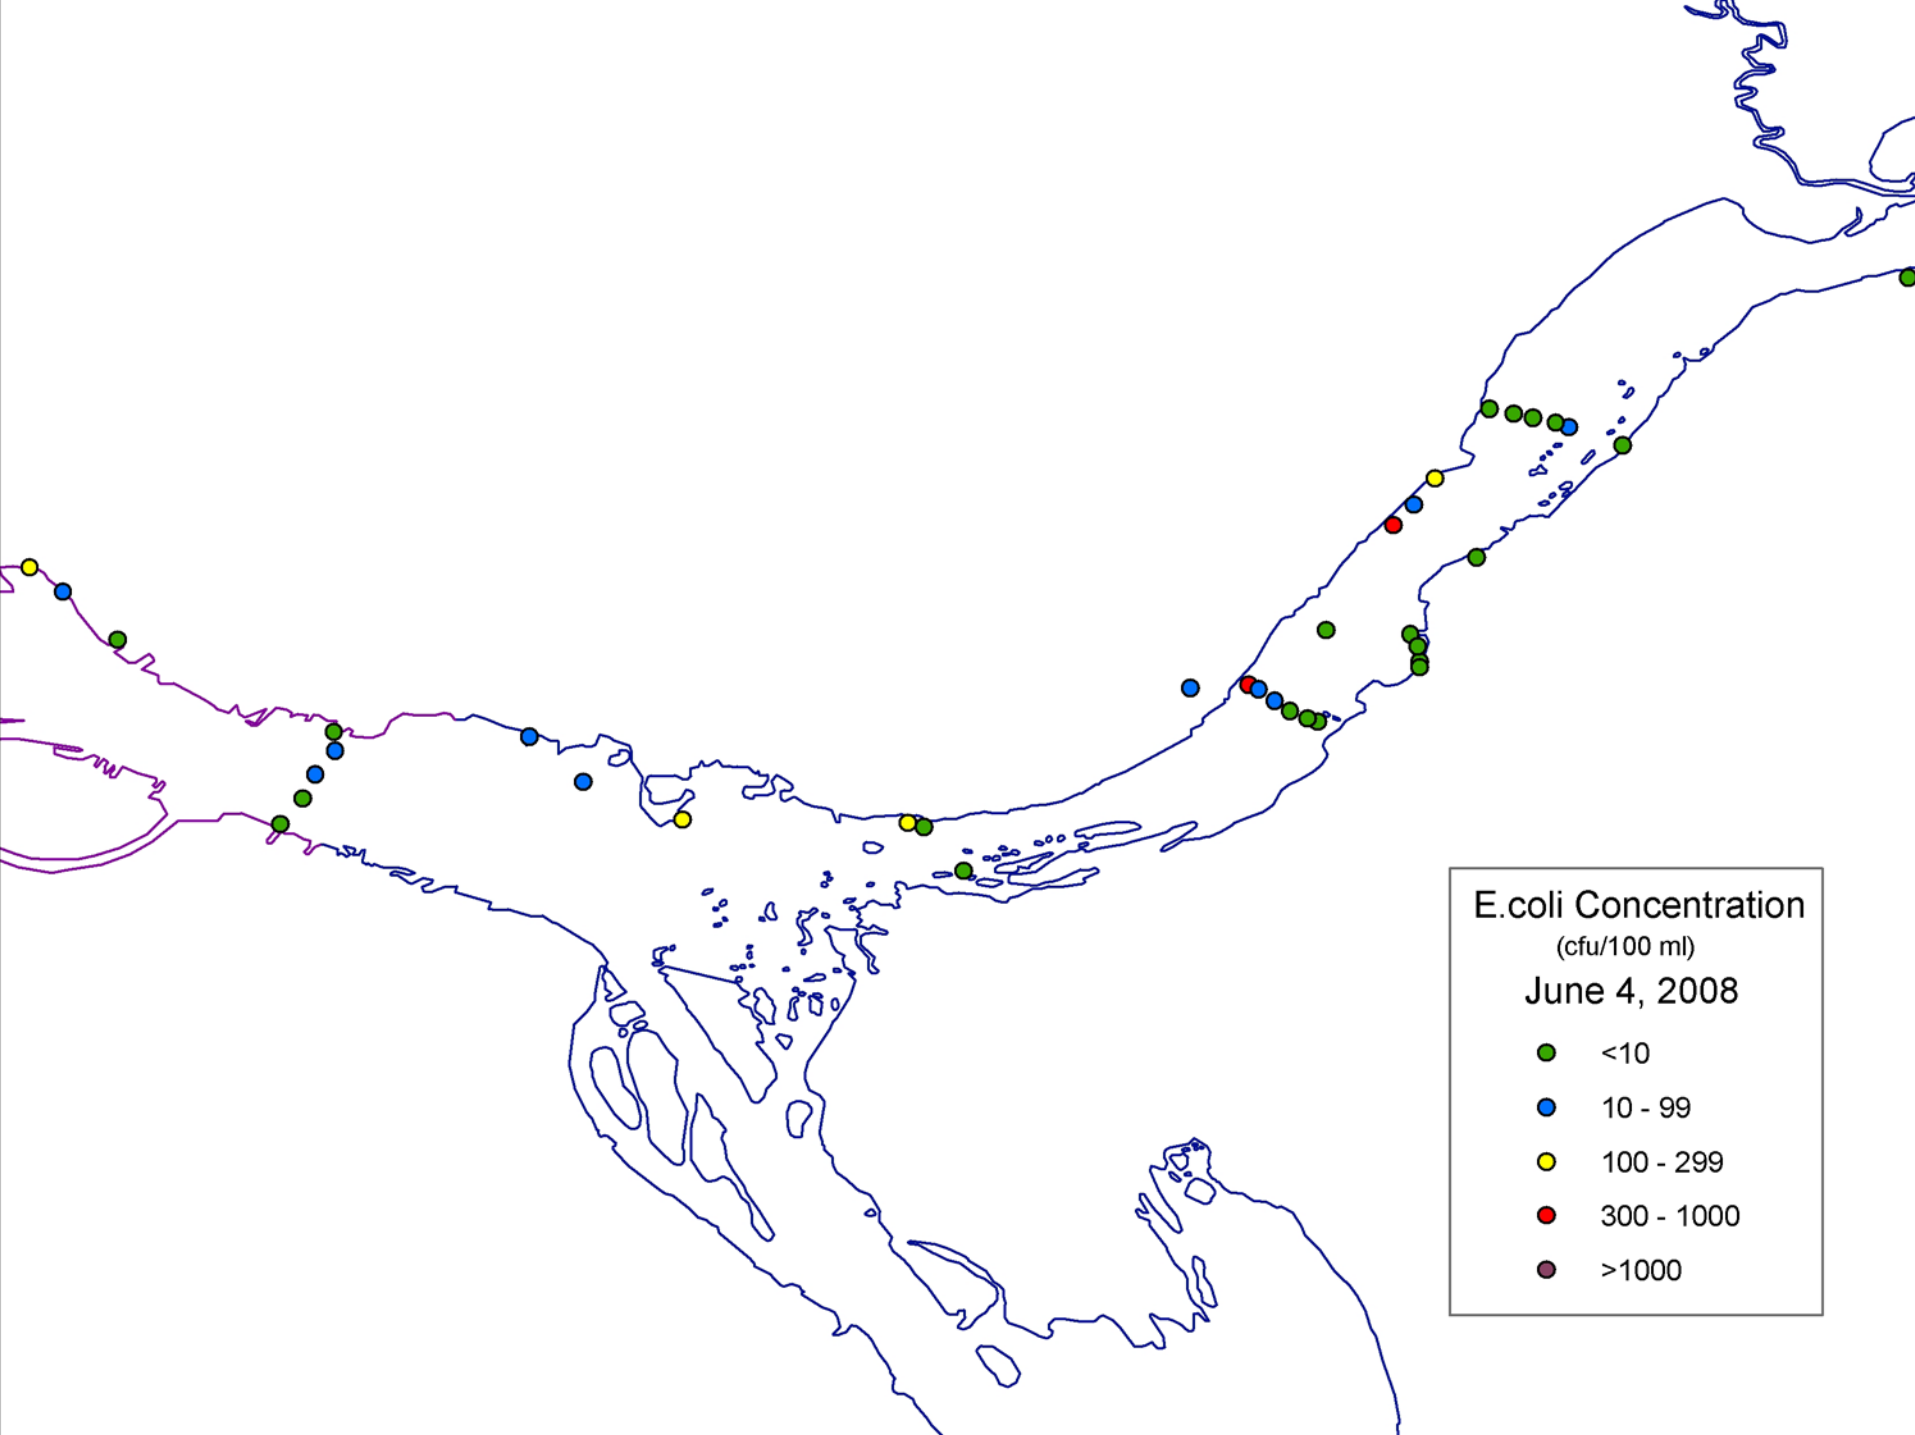 E.coli Concentration
(cfu/100 ml)
June 4, 2008
<10
10 - 99
100 - 299
300 - 1000
>1000